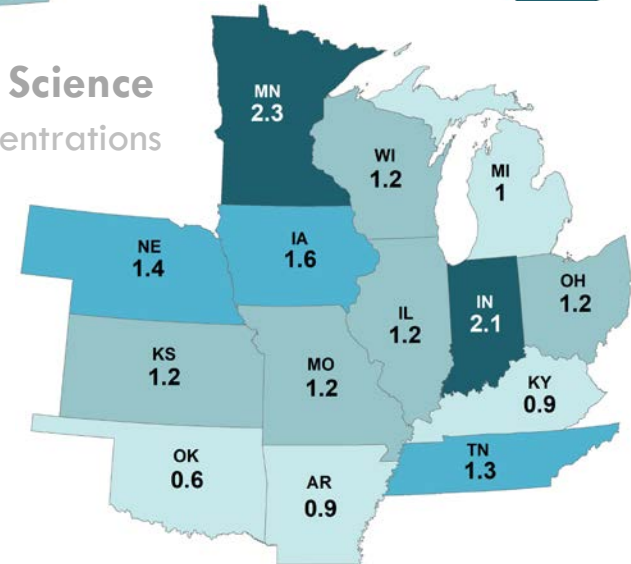 Science
entrations
MN
2.3
WI
1.2
MI
1
NE
1.4
IA
1.6
IL
1.2
IN
2.1
OH
1.2
KS
1.2
MO
1.2
KY
0.9
OK
0.6
AR
0.9
TN
1.3